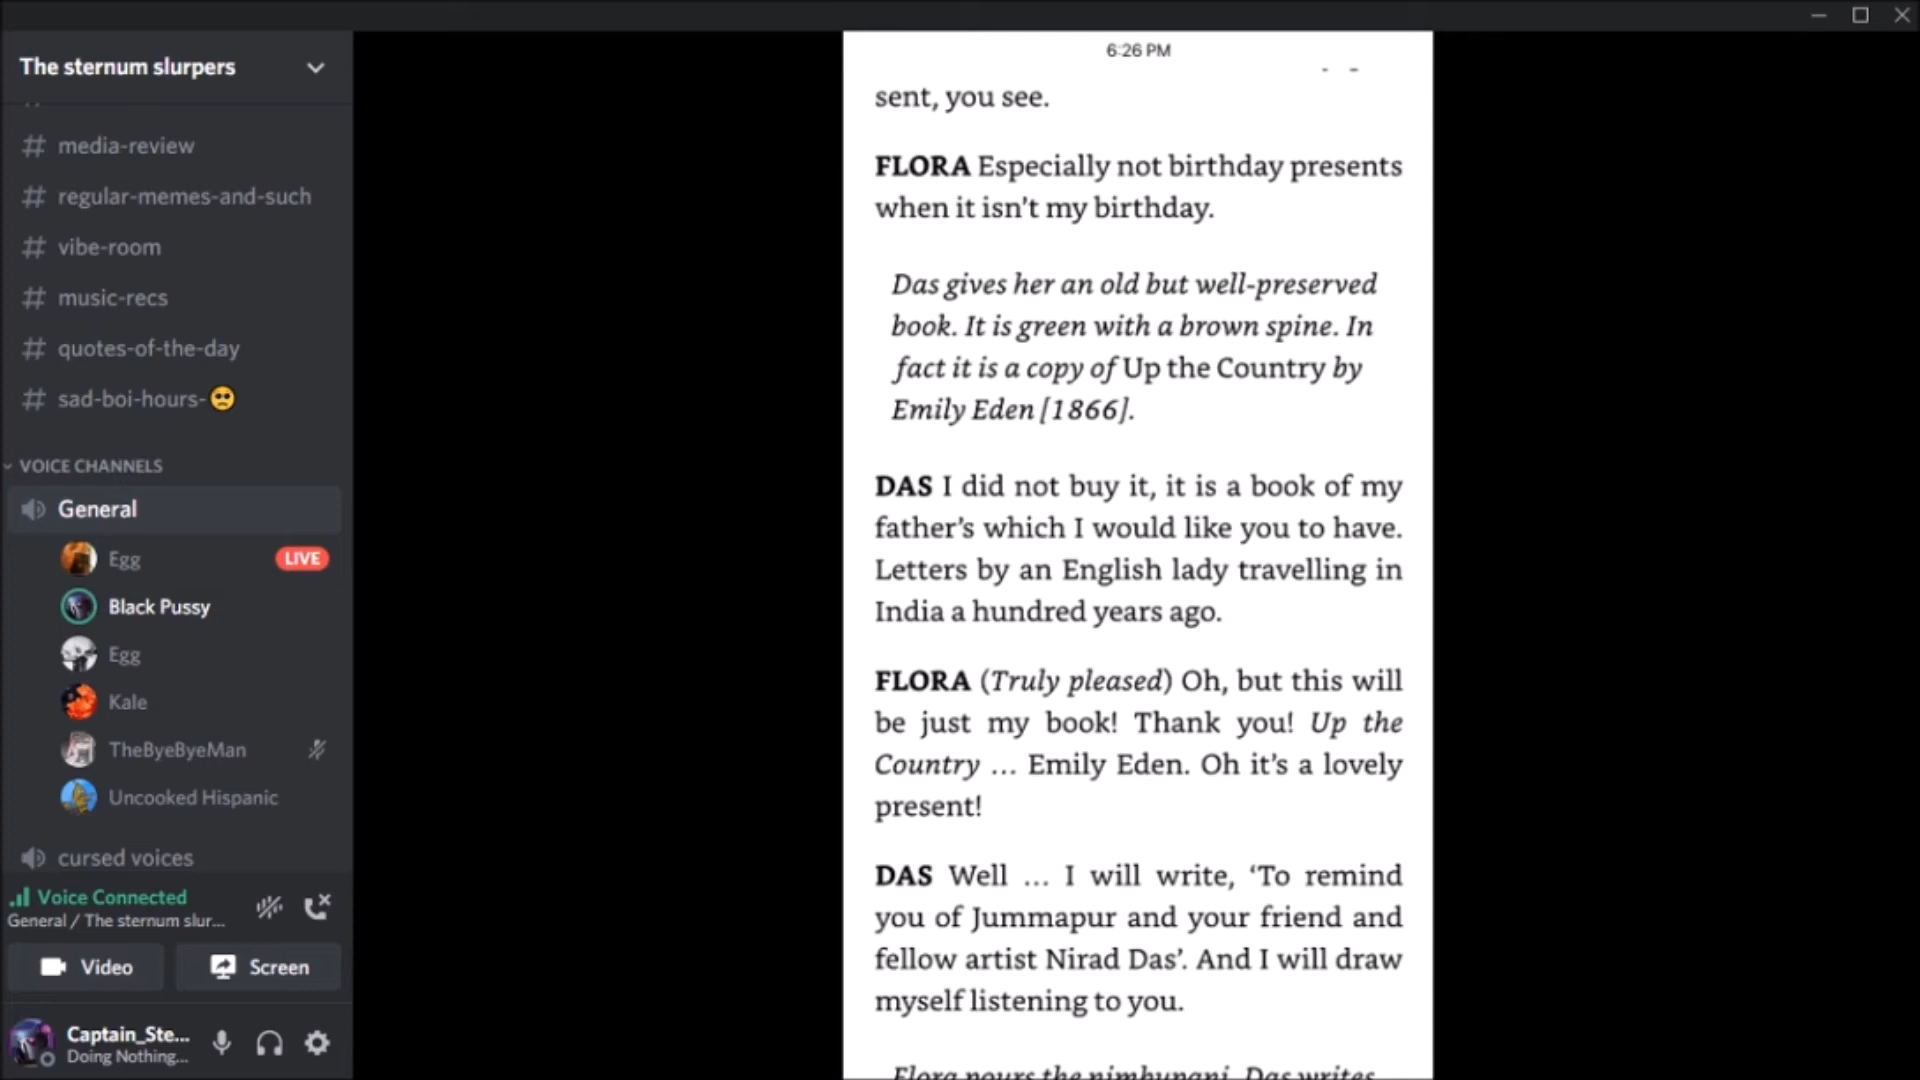 The sternum slurpers
media-review
regular-memes-and-such
vibe-room
music-recs
quotes-of-the-day
sad-boi-hours-🥺
VOICE CHANNELS
General
Egg
LIVE
Black Pussy
Egg
Kale
TheByeByeMan
Uncooked Hispanic
cursed voices
Voice Connected
General / The sternum slur...
Video
Screen
Captain_Ste...
Doing Nothing...
6:26 PM
sent, you see.
FLORA Especially not birthday presents
when it isn’t my birthday.
Das gives her an old but well-preserved
book. It is green with a brown spine. In
fact it is a copy of Up the Country by
Emily Eden [1866].
DAS I did not buy it, it is a book of my
father’s which I would like you to have.
Letters by an English lady travelling in
India a hundred years ago.
FLORA (Truly pleased) Oh, but this will
be just my book! Thank you! Up the
Country … Emily Eden. Oh it’s a lovely
present!
DAS Well … I will write, ‘To remind
you of Jummapur and your friend and
fellow artist Nirad Das’. And I will draw
myself listening to you.
Flora pours the nimbupani. Das writes